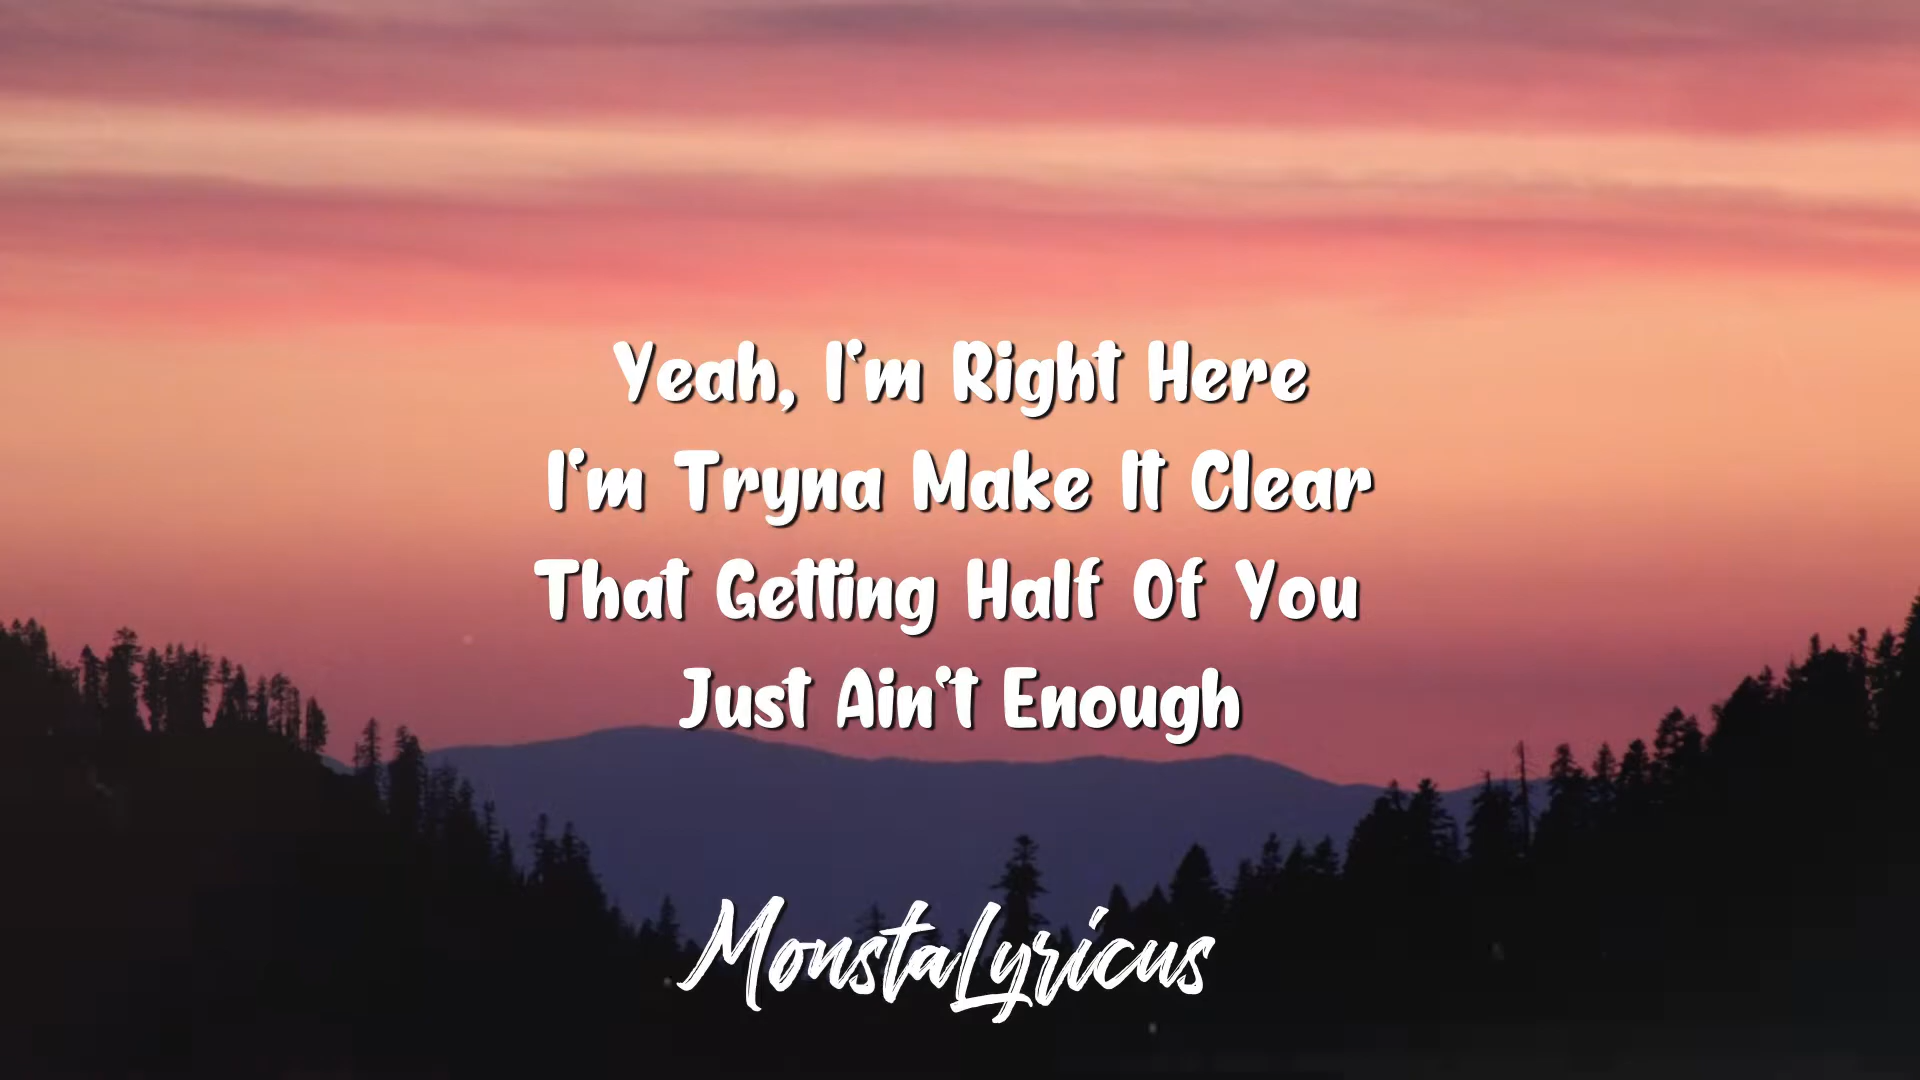 Yeah, I'm Right Here
I'm Tryna Make It Clear
That Getting Half Of You
Just Ain't Enough
MonstaLyricus